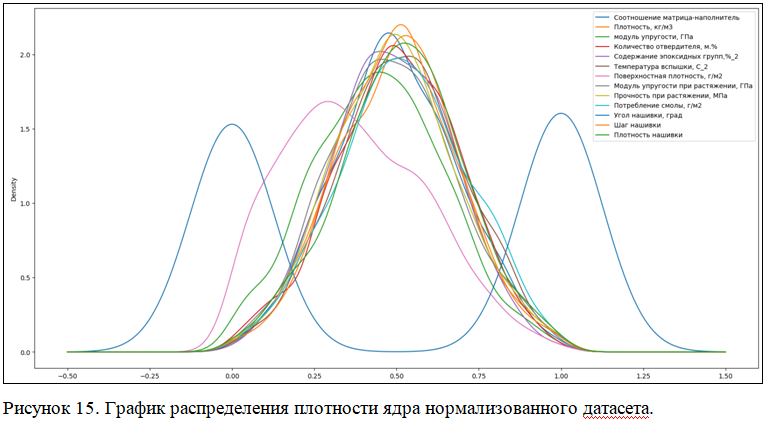 Соотношение матрица-наполнитель
Плотность, кг/м3
модуль упругости, ГПа
Количество отвердителя, м.%
Содержание эпоксидных групп,%_2
Температура вспышки, С_2
Поверхностная плотность, г/м2
Модуль упругости при растяжении, ГПа
Прочность при растяжении, МПа
Потребление смолы, г/м2
Угол нашивки, град
Шаг нашивки
Плотность нашивки
2.0
1.5
1.0
0.5
0.0
Density
−0.50 −0.25 0.00 0.25 0.50 0.75 1.00 1.25 1.50
Рисунок 15. График распределения плотности ядра нормализованного датасета.